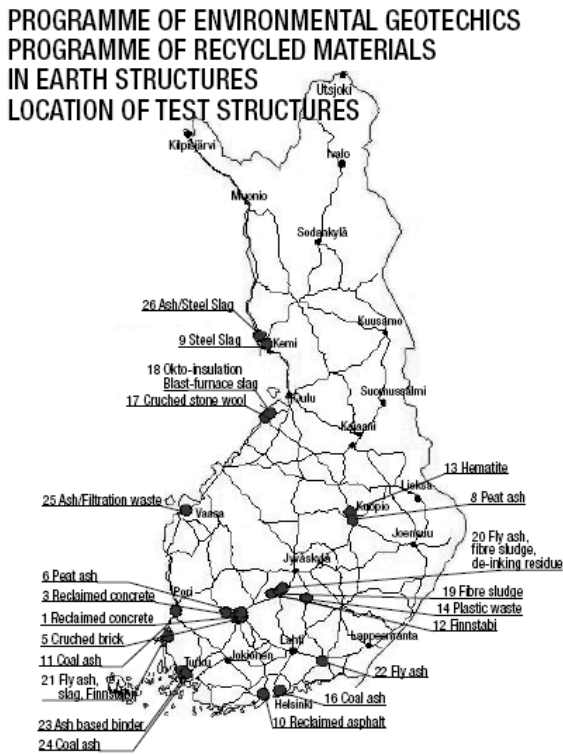 PROGRAMME OF ENVIRONMENTAL GEOTECHICS
PROGRAMME OF RECYCLED MATERIALS
IN EARTH STRUCTURES
LOCATION OF TEST STRUCTURES
Utsjoki
Kilpisjärvi
Ivalo
Muonio
Sodankylä
26 Ash/Steel Slag
Kuusamo
9 Steel Slag
Kemi
18 Okto-insulation
Blast-furnace slag
17 Cruched stone wool
Oulu
Suomussalmi
Kajaani
13 Hematite
Lieksa
8 Peat ash
25 Ash/Filtration waste
Vaasa
Kuopio
Joensuu
20 Fly ash,
fibre sludge,
de-inking residue
Jyväskylä
6 Peat ash
3 Reclaimed concrete
Pori
19 Fibre sludge
14 Plastic waste
12 Finnstabi
1 Reclaimed concrete
5 Cruched brick
Lahti
Lappeenranta
11 Coal ash
Turku
Jokioinen
22 Fly ash
21 Fly ash,
slag, Finnstabi
16 Coal ash
Helsinki
10 Reclaimed asphalt
23 Ash based binder
24 Coal ash